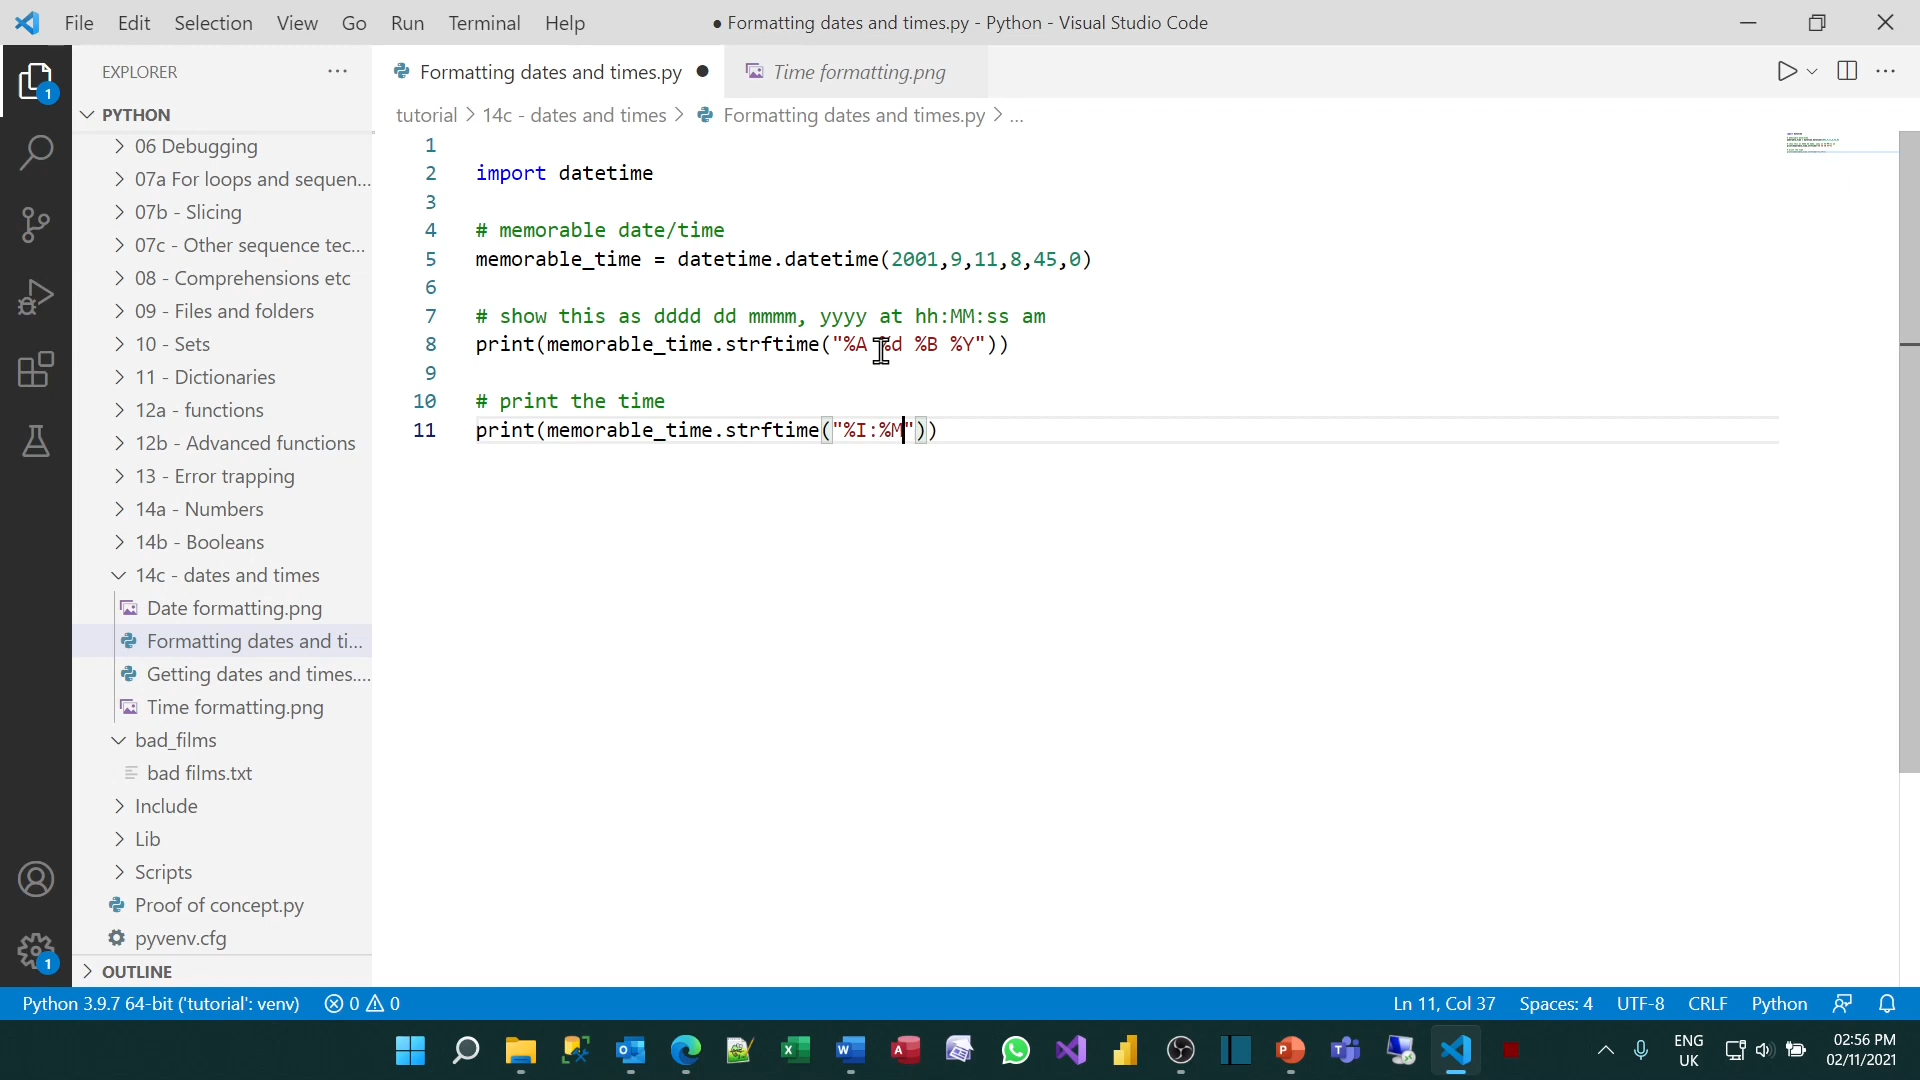 File Edit Selection View Go Run Terminal Help
● Formatting dates and times.py - Python - Visual Studio Code
EXPLORER
PYTHON
06 Debugging
07a For loops and sequen...
07b - Slicing
07c - Other sequence tec...
08 - Comprehensions etc
09 - Files and folders
10 - Sets
11 - Dictionaries
12a - functions
12b - Advanced functions
13 - Error trapping
14a - Numbers
14b - Booleans
14c - dates and times
Date formatting.png
Formatting dates and ti...
Getting dates and times....
Time formatting.png
bad_films
bad films.txt
Include
Lib
Scripts
Proof of concept.py
pyvenv.cfg
OUTLINE
1
1
Formatting dates and times.py ●
Time formatting.png
tutorial > 14c - dates and times > Formatting dates and times.py > ...
1
2 import datetime
3
4 # memorable date/time
5 memorable_time = datetime.datetime(2001,9,11,8,45,0)
6
7 # show this as dddd dd mmmm, yyyy at hh:MM:ss am
8 print(memorable_time.strftime("%A %d %B %Y"))
9
10 # print the time
11 print(memorable_time.strftime("%I:%M"))
Python 3.9.7 64-bit ('tutorial': venv) 0 0
Ln 11, Col 37 Spaces: 4 UTF-8 CRLF Python
ENG
UK
02:56 PM
02/11/2021